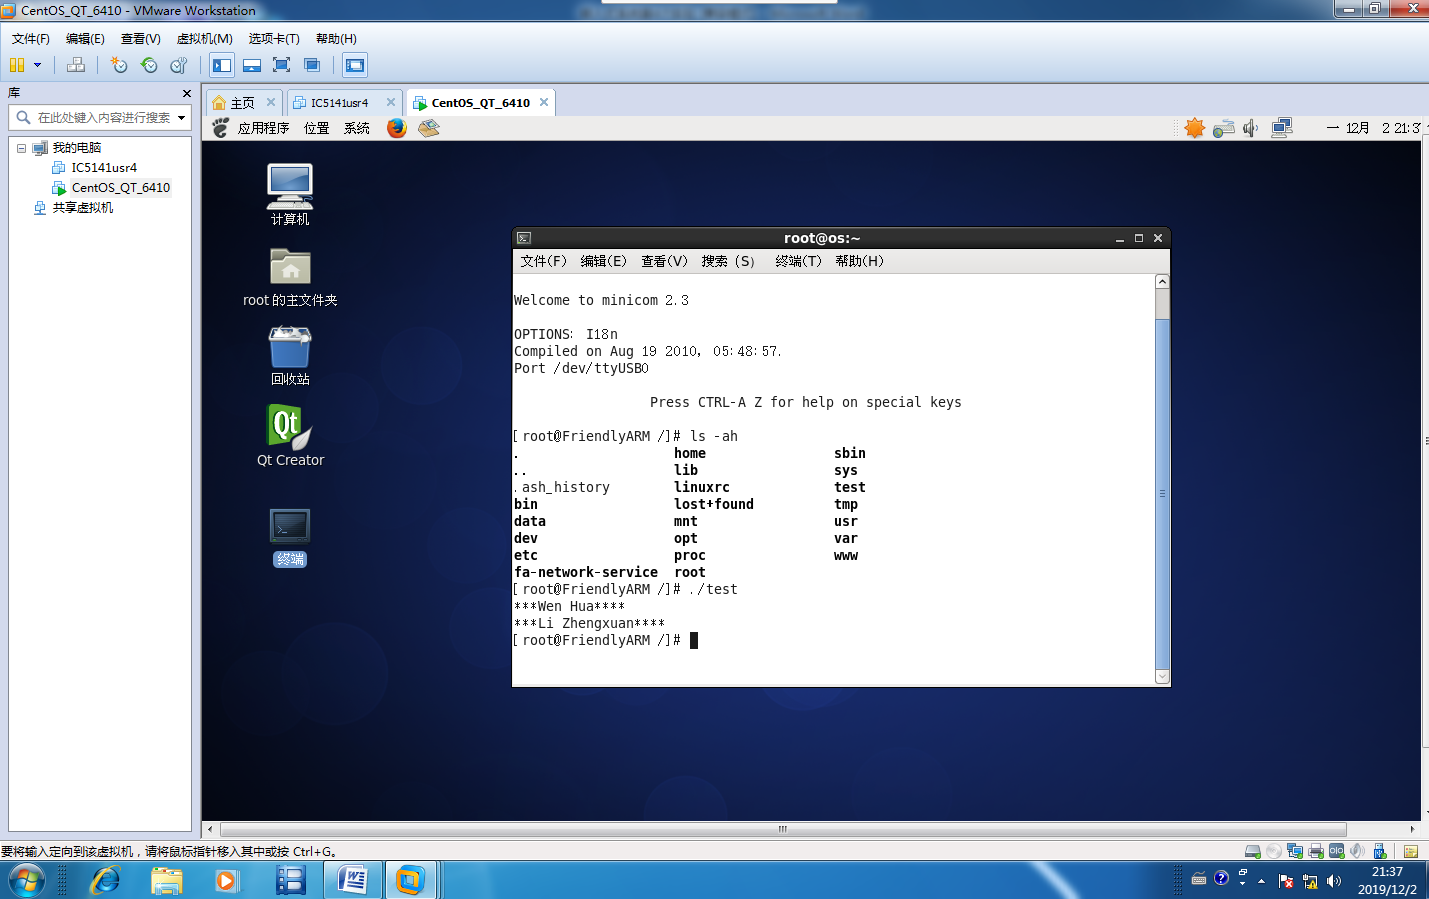 CentOS_QT_6410 - VMware Workstation
文件(F) 编辑(E) 查看(V) 虚拟机(M) 选项卡(T) 帮助(H)
库
在此处键入内容进行搜索
我的电脑
IC5141usr4
CentOS_QT_6410
共享虚拟机
主页 IC5141usr4 CentOS_QT_6410
应用程序 位置 系统
一 12月 2 21:3
计算机
root 的主文件夹
回收站
Qt
Qt Creator
终端
root@os:~
文件(F) 编辑(E) 查看(V) 搜索 (S) 终端(T) 帮助(H)
Welcome to minicom 2.3
OPTIONS: I18n
Compiled on Aug 19 2010, 05:48:57.
Port /dev/ttyUSB0
Press CTRL-A Z for help on special keys
[root@FriendlyARM /]# ls -ah
. home sbin
.. lib sys
.ash_history linuxrc test
bin lost+found tmp
data mnt usr
dev opt var
etc proc www
fa-network-service root
[root@FriendlyARM /]# ./test
***Wen Hua****
***Li Zhengxuan****
[root@FriendlyARM /]#
要将输入定向到该虚拟机，请将鼠标指针移入其中或按 Ctrl+G。
21:37
2019/12/2